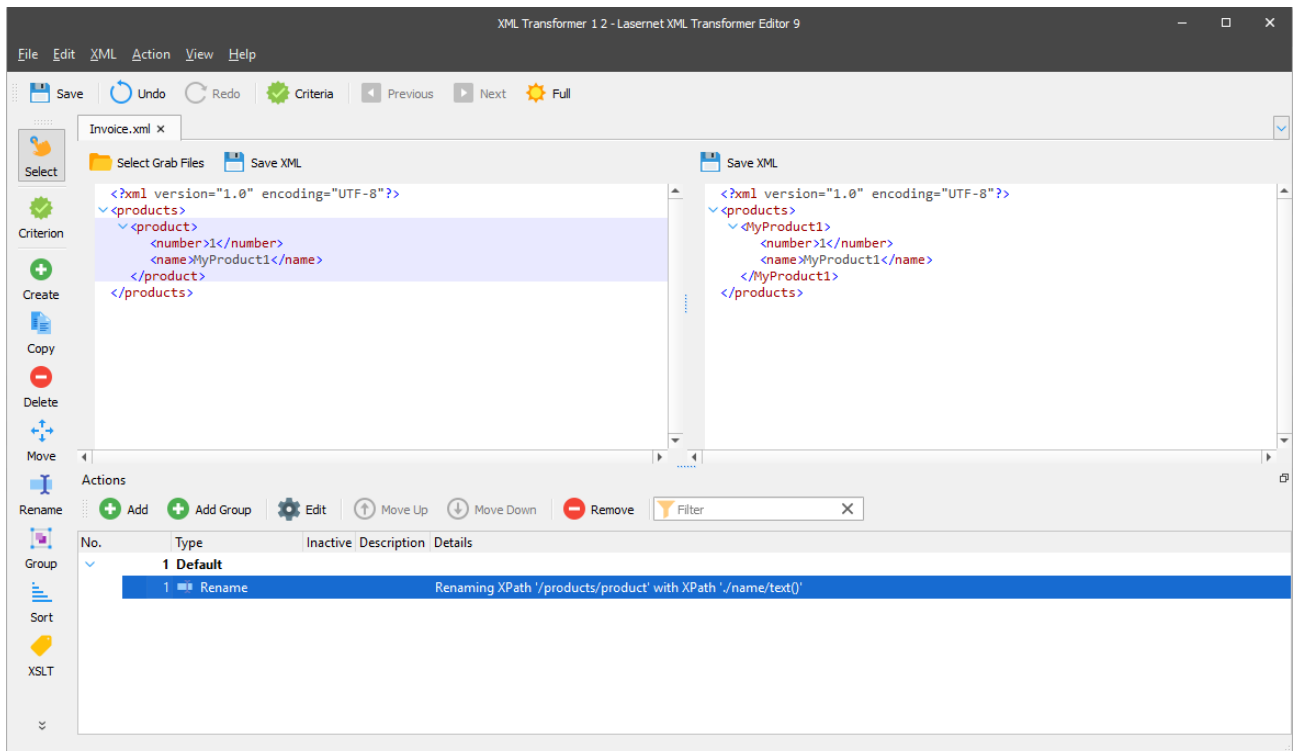 XML Transformer 1 2 - Lasernet XML Transformer Editor 9
File Edit XML Action View Help
Save Undo Redo Criteria Previous Next Full
Invoice.xml
Select
Criterion
Create
Copy
Delete
Move
Rename
Group
Sort
XSLT
Select Grab Files Save XML
<?xml version="1.0" encoding="UTF-8"?>
<products>
<product>
<number>1</number>
<name>MyProduct1</name>
</product>
</products>
Save XML
<?xml version="1.0" encoding="UTF-8"?>
<products>
<MyProduct1>
<number>1</number>
<name>MyProduct1</name>
</MyProduct1>
</products>
Actions
Add Add Group Edit Move Up Move Down Remove Filter
No. Type Inactive Description Details
1 Default
1 Rename Renaming XPath '/products/product' with XPath './name/text()'